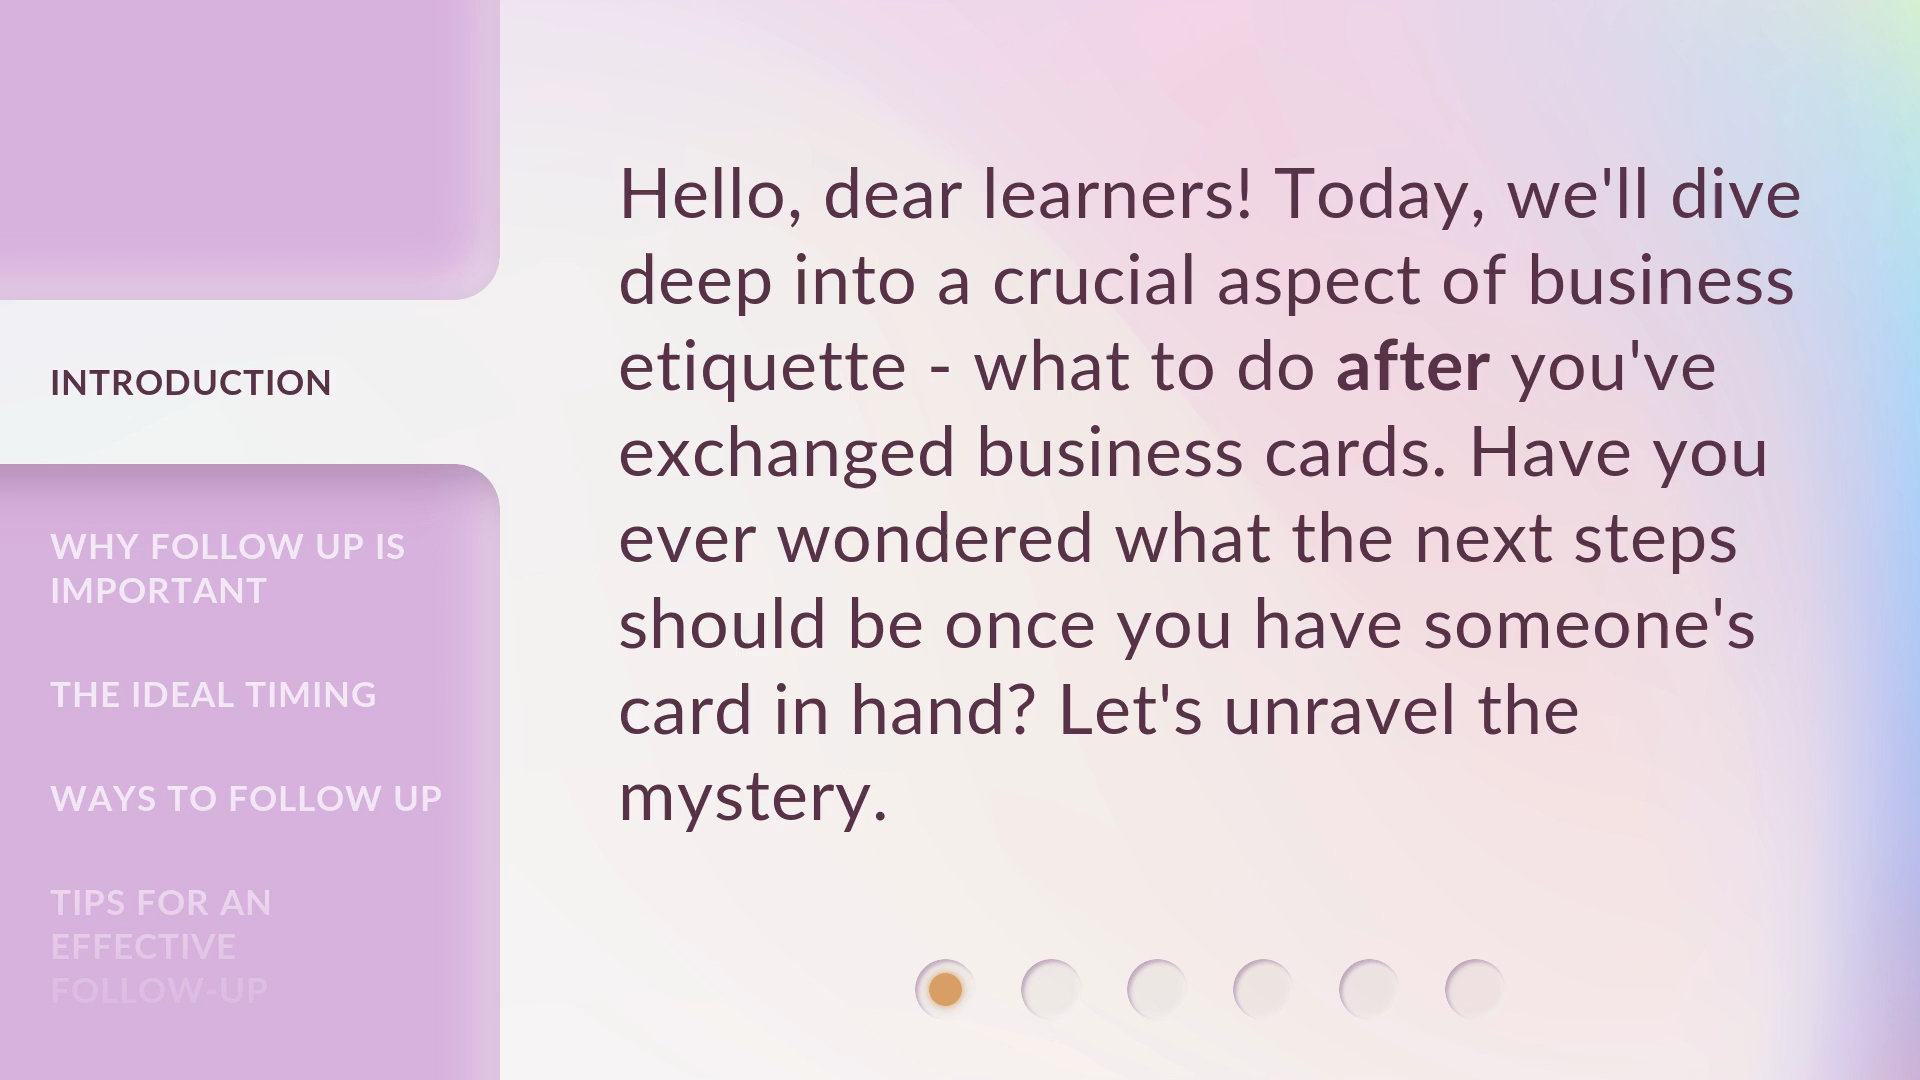 INTRODUCTION
WHY FOLLOW UP IS
IMPORTANT
THE IDEAL TIMING
WAYS TO FOLLOW UP
TIPS FOR AN
EFFECTIVE
FOLLOW-UP
Hello, dear learners! Today, we'll dive
deep into a crucial aspect of business
etiquette - what to do after you've
exchanged business cards. Have you
ever wondered what the next steps
should be once you have someone's
card in hand? Let's unravel the
mystery.